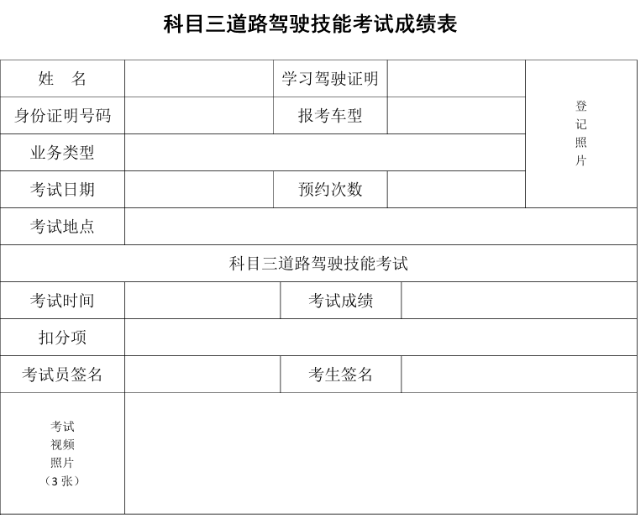 科目三道路驾驶技能考试成绩表
姓 名 学习驾驶证明
身份证明号码 报考车型
登
记
照
片
业务类型
考试日期 预约次数
考试地点
科目三道路驾驶技能考试
考试时间 考试成绩
扣分项
考试员签名 考生签名
考试
视频
照片
（3 张）